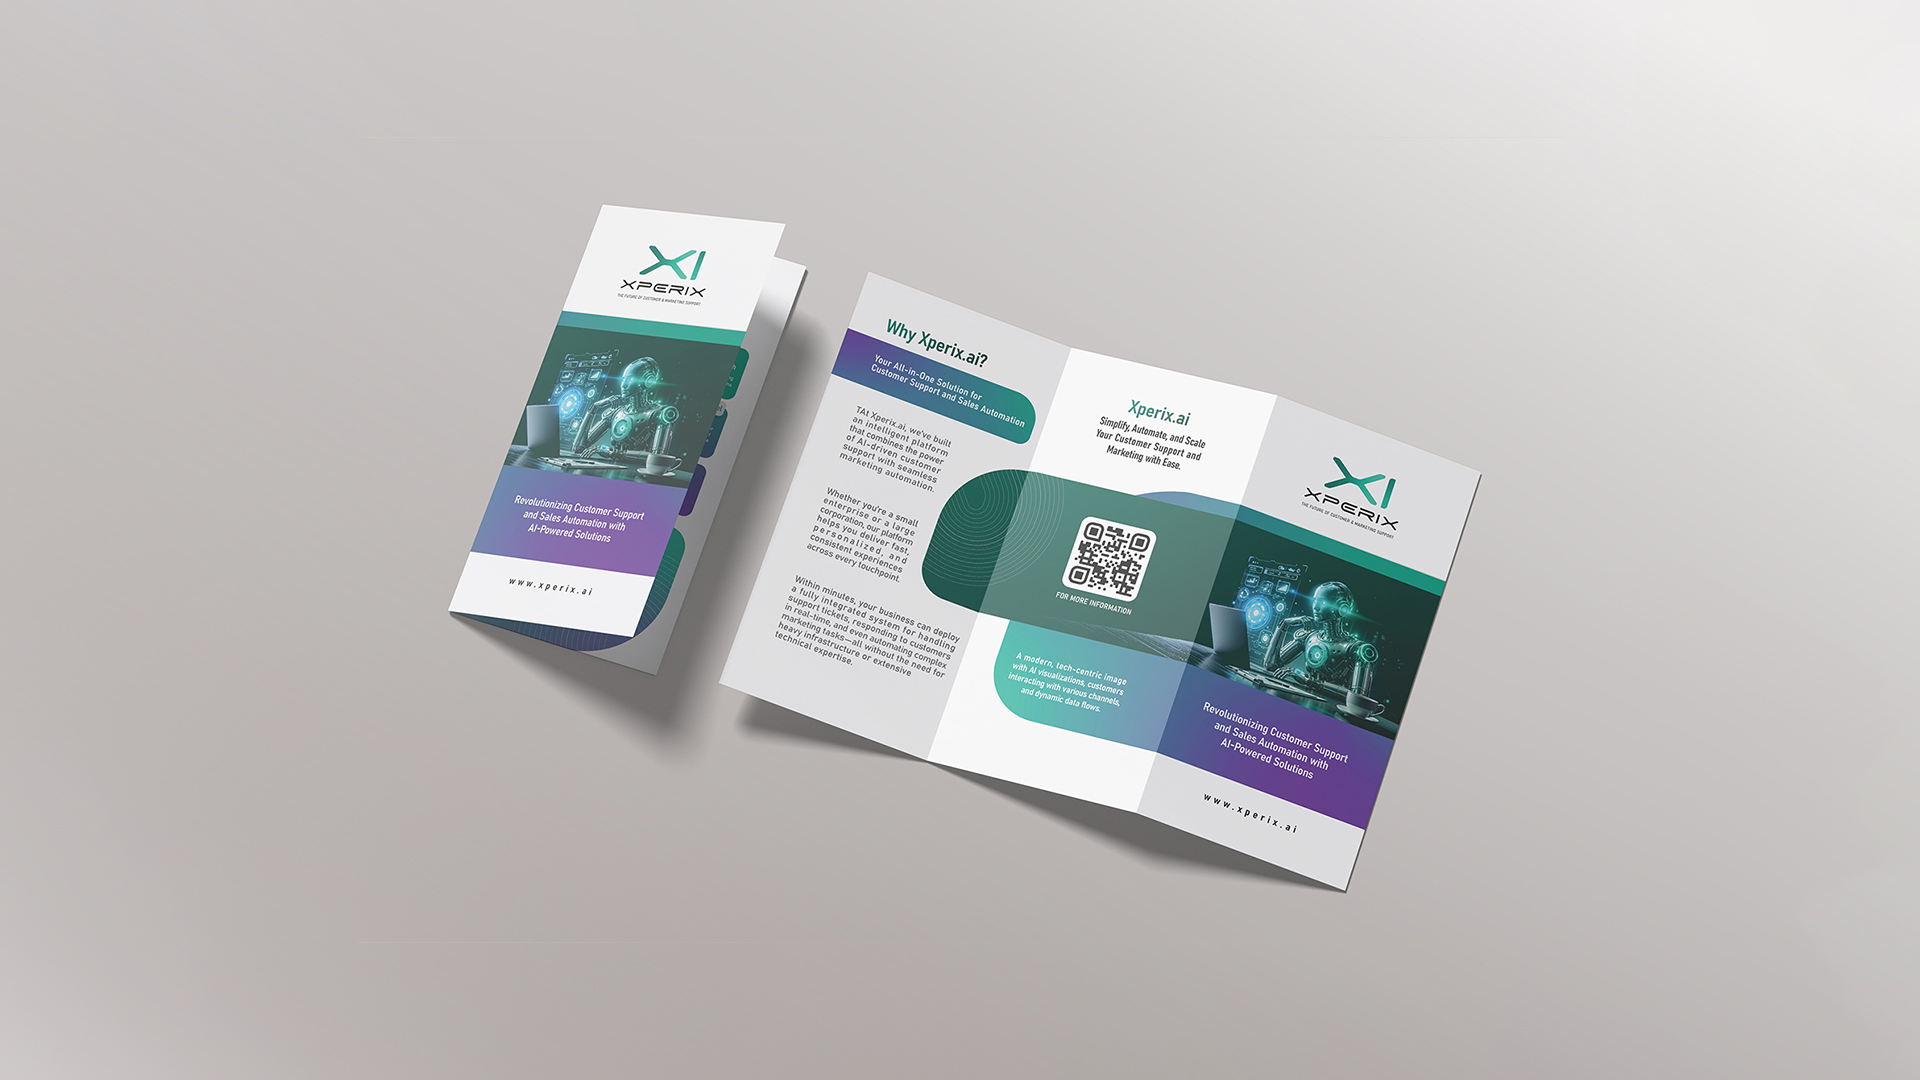 XI
XPERIX
THE FUTURE OF CUSTOMER & MARKETING SUPPORT
Revolutionizing Customer Support
and Sales Automation with
AI-Powered Solutions
www.xperix.ai
Why Xperix.ai?
Your All-in-One Solution for
Customer Support and Sales Automation
TAt Xperix.ai, we've built
an intelligent platform
that combines the power
of AI-driven customer
support with seamless
marketing automation.
Whether you're a small
enterprise or a large
corporation, our platform
helps you deliver fast,
personalized, and
consistent experiences
across every touchpoint.
Within minutes, your business can deploy
a fully integrated system for handling
support tickets, responding to customers
in real-time, and even automating complex
marketing tasks—all without the need for
heavy infrastructure or extensive
technical expertise.
Xperix.ai
Simplify, Automate, and Scale
Your Customer Support and
Marketing with Ease.
FOR MORE INFORMATION
A modern, tech-centric image
with AI visualizations, customers
interacting with various channels,
and dynamic data flows.
XI
XPERIX
THE FUTURE OF CUSTOMER & MARKETING SUPPORT
Revolutionizing Customer Support
and Sales Automation with
AI-Powered Solutions
www.xperix.ai